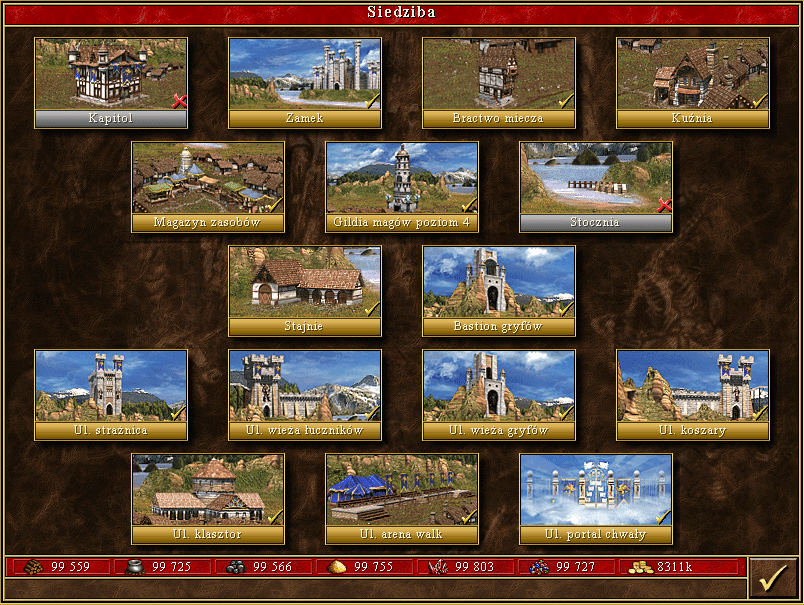 Siedziba
Kapitol
Zamek
Bractwo miecza
Kuźnia
Magazyn zasobów
Gildia magów poziom 4
Stocznia
Stajnie
Bastion gryfów
Ul. strażnica
Ul. wieża łuczników
Ul. wieża gryfów
Ul. koszary
Ul. klasztor
Ul. arena walk
Ul. portal chwały
99 559 99 725 99 566 99 755 99 803 99 727 8311k